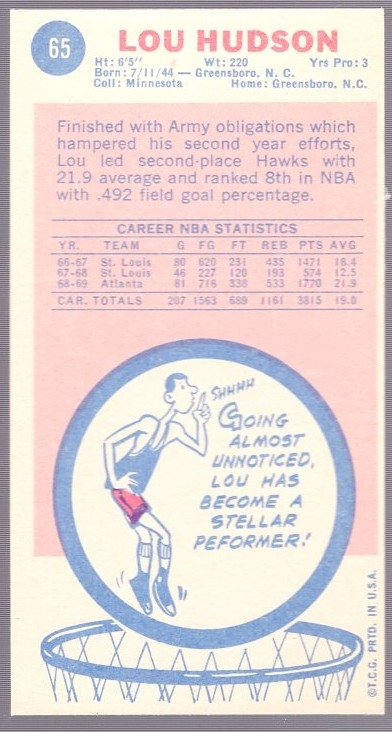 65
LOU HUDSON
Ht: 6'5" Wt: 220 Yrs Pro: 3
Born: 7/11/44 — Greensboro, N. C.
Coll: Minnesota Home: Greensboro, N.C.
Finished with Army obligations which
hampered his second year efforts,
Lou led second-place Hawks with
21.9 average and ranked 8th in NBA
with .492 field goal percentage.
CAREER NBA STATISTICS
YR. TEAM G FG FT REB PTS AVG
66-67 St. Louis 80 620 231 435 1471 18.4
67-68 St. Louis 46 227 120 193 574 12.5
68-69 Atlanta 81 716 338 533 1770 21.9
CAR. TOTALS 207 1563 689 1161 3815 19.0
SHHHH
GOING
ALMOST
UNNOTICED,
LOU HAS
BECOME A
STELLAR
PEFORMER!
©T.C.G. PRTD. IN U.S.A.